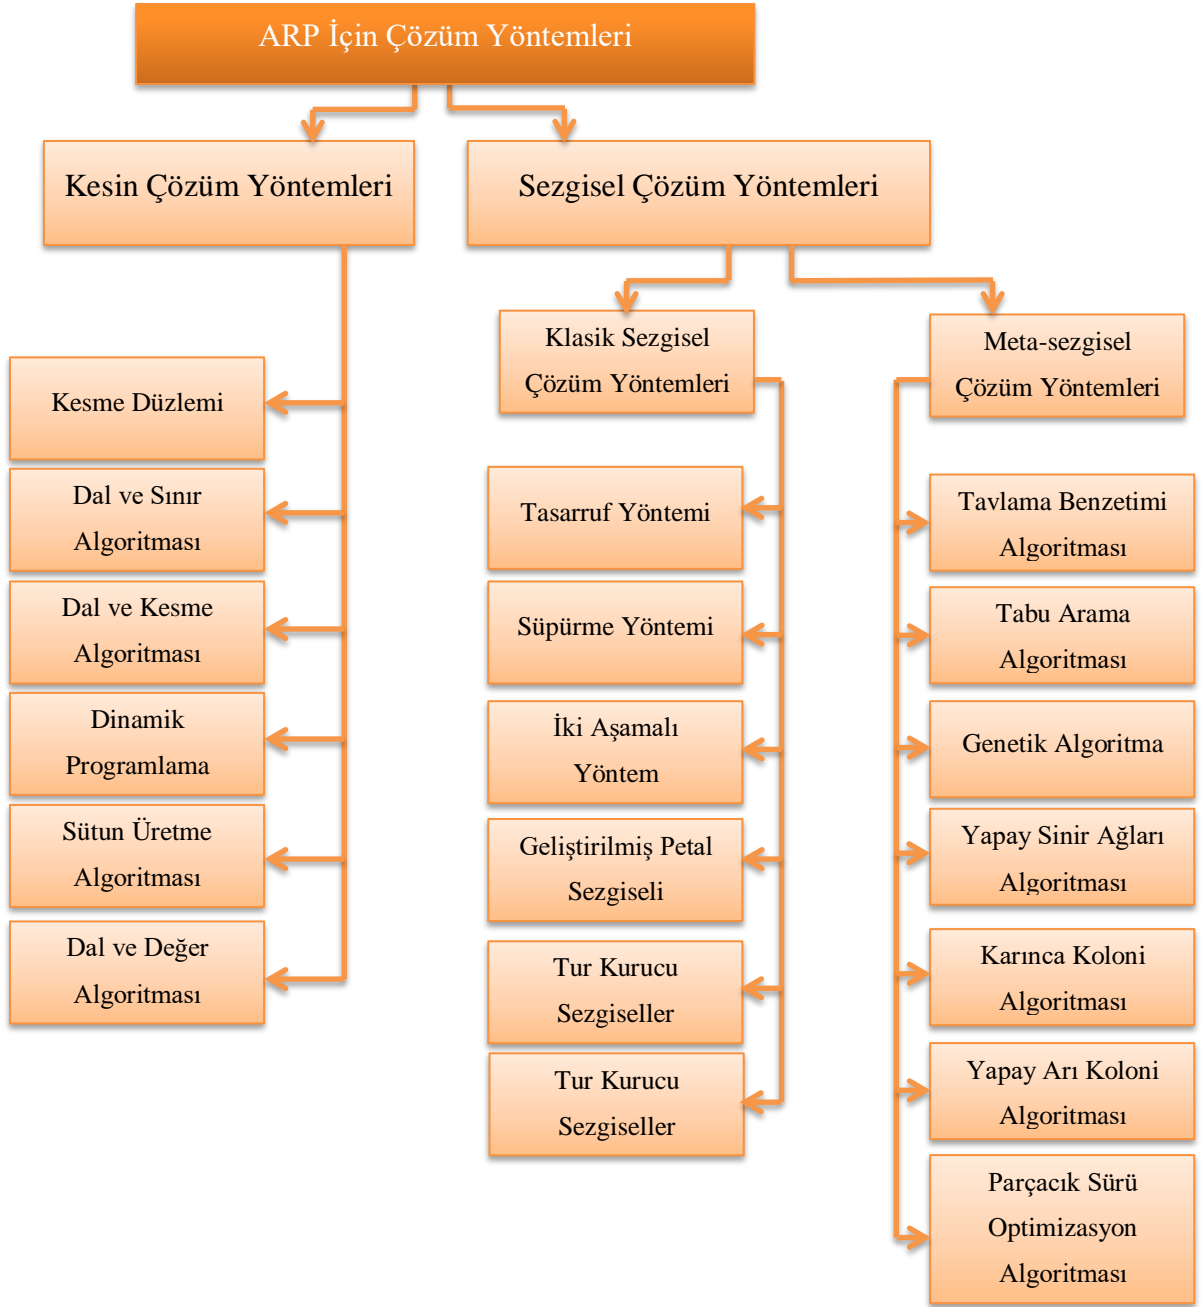 ARP İçin Çözüm Yöntemleri
Kesin Çözüm Yöntemleri
Sezgisel Çözüm Yöntemleri
Kesme Düzlemi
Dal ve Sınır
Algoritması
Dal ve Kesme
Algoritması
Dinamik
Programlama
Sütun Üretme
Algoritması
Dal ve Değer
Algoritması
Klasik Sezgisel
Çözüm Yöntemleri
Tasarruf Yöntemi
Süpürme Yöntemi
İki Aşamalı
Yöntem
Geliştirilmiş Petal
Sezgiseli
Tur Kurucu
Sezgiseller
Tur Kurucu
Sezgiseller
Meta-sezgisel
Çözüm Yöntemleri
Tavlama Benzetimi
Algoritması
Tabu Arama
Algoritması
Genetik Algoritma
Yapay Sinir Ağları
Algoritması
Karınca Koloni
Algoritması
Yapay Arı Koloni
Algoritması
Parçacık Sürü
Optimizasyon
Algoritması